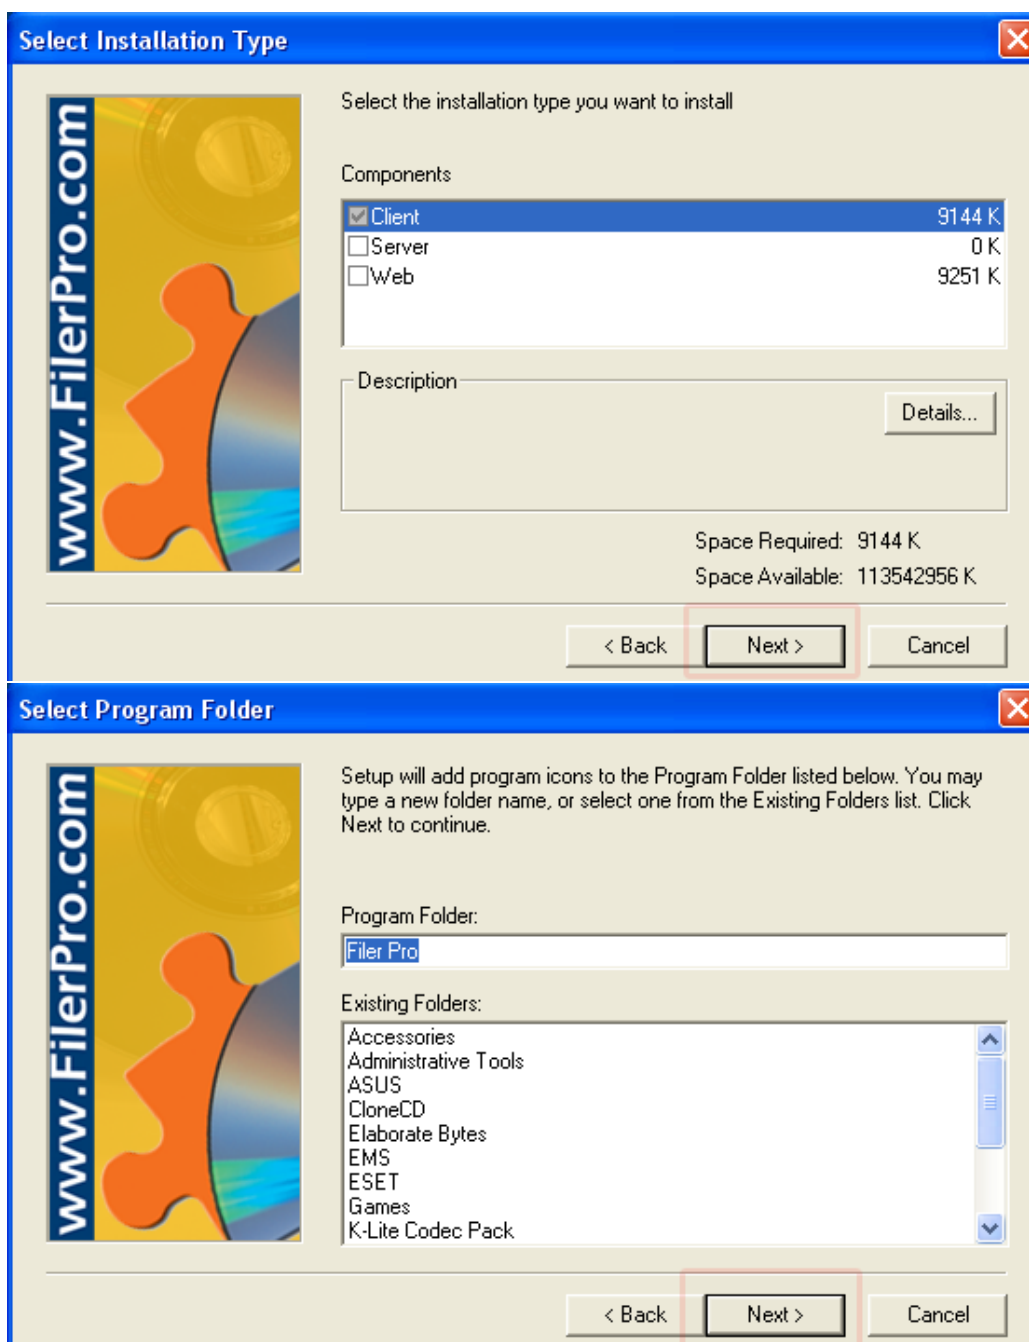 Select Installation Type
www.FilerPro.com
Select the installation type you want to install
Components
Client 9144 K
Server 0 K
Web 9251 K
Description
Details...
Space Required: 9144 K
Space Available: 113542956 K
< Back Next > Cancel
Select Program Folder
www.FilerPro.com
Setup will add program icons to the Program Folder listed below. You may
type a new folder name, or select one from the Existing Folders list. Click
Next to continue.
Program Folder:
Filer Pro
Existing Folders:
Accessories
Administrative Tools
ASUS
CloneCD
Elaborate Bytes
EMS
ESET
Games
K-Lite Codec Pack
< Back Next > Cancel